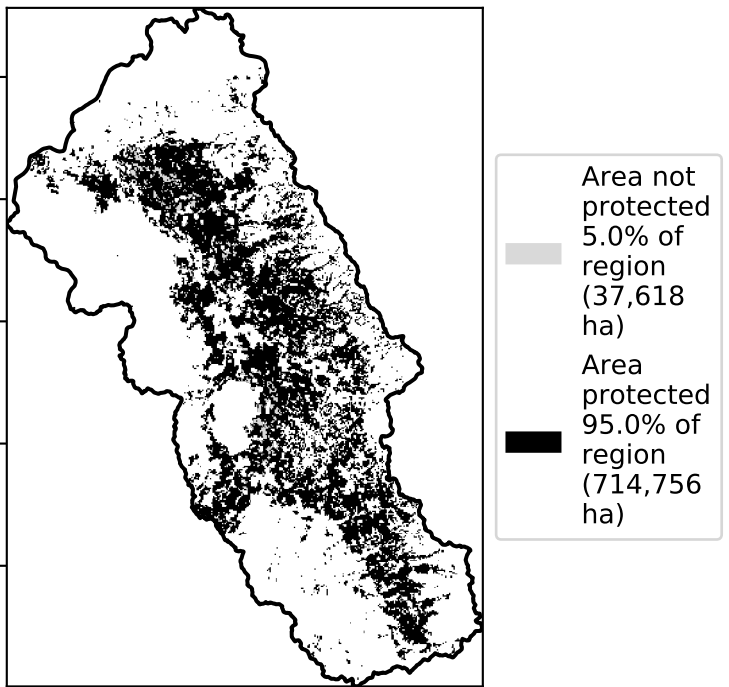 Area not
protected
5.0% of
region
(37,618
ha)
Area
protected
95.0% of
region
(714,756
ha)